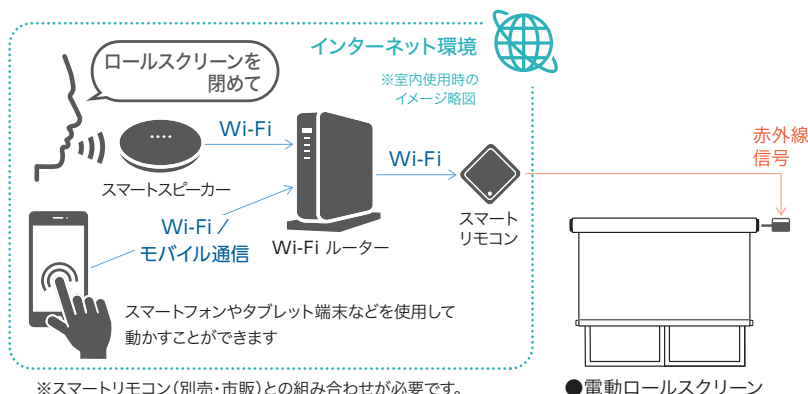 ロールスクリーンを
閉めて
インターネット環境
※室内使用時の
イメージ略図
Wi-Fi
Wi-Fi
赤外線
信号
スマートスピーカー
Wi-Fi /
モバイル通信
Wi-Fi ルーター
スマート
リモコン
スマートフォンやタブレット端末などを使用して
動かすことができます
※スマートリモコン(別売・市販)との組み合わせが必要です。
●電動ロールスクリーン